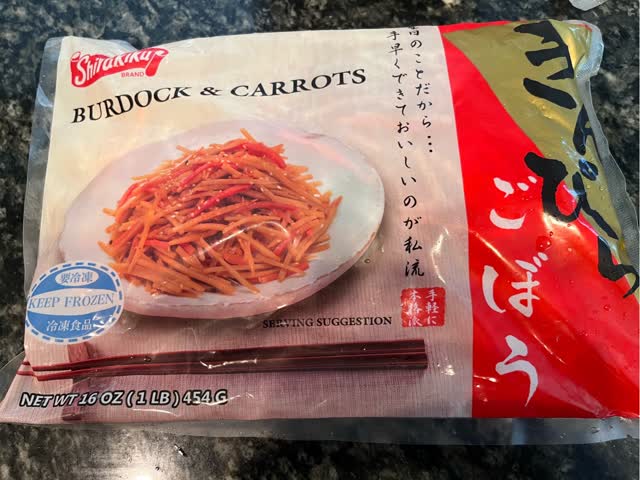 Shirakiku
BRAND
BURDOCK & CARROTS
昔のことだから…
手早くできておいしいのが私流
きんぴら
ごぼう
要冷凍
KEEP FROZEN
冷凍食品
SERVING SUGGESTION
手軽に
本格派
NET WT 16 OZ ( 1 LB ) 454 G